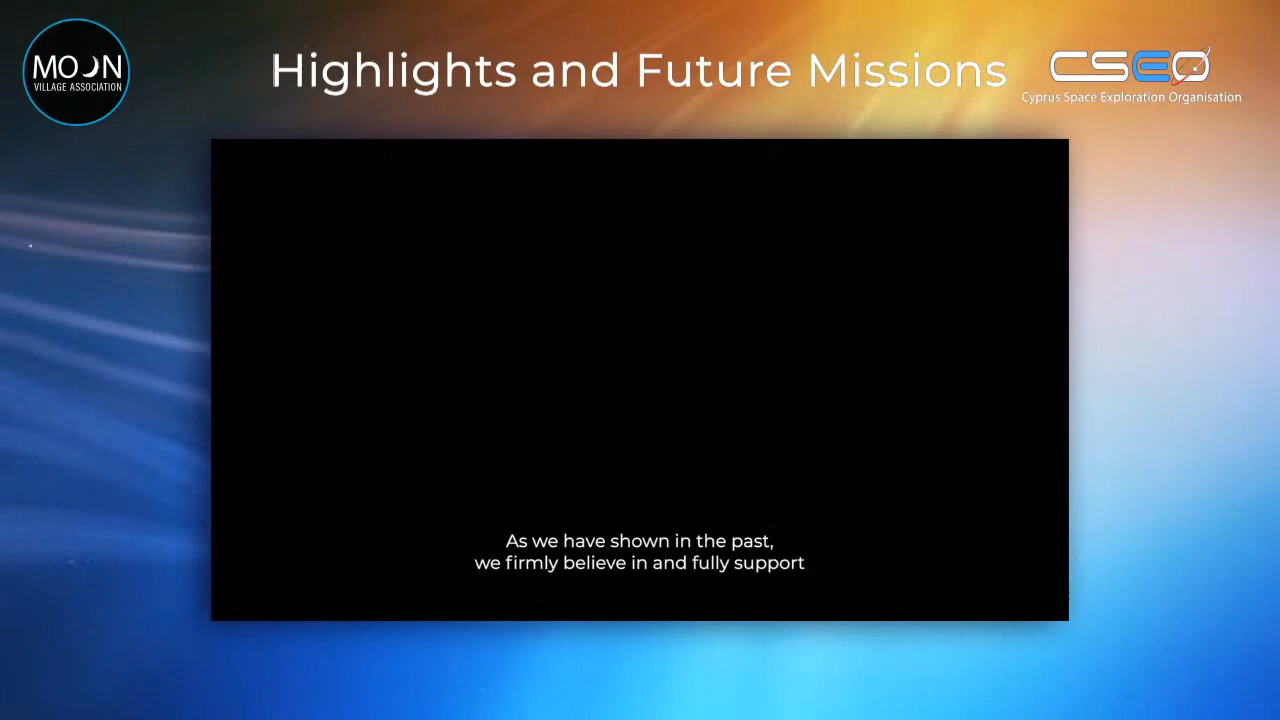 MOON
VILLAGE ASSOCIATION
Highlights and Future Missions
CSEO
Cyprus Space Exploration Organisation
As we have shown in the past,
we firmly believe in and fully support